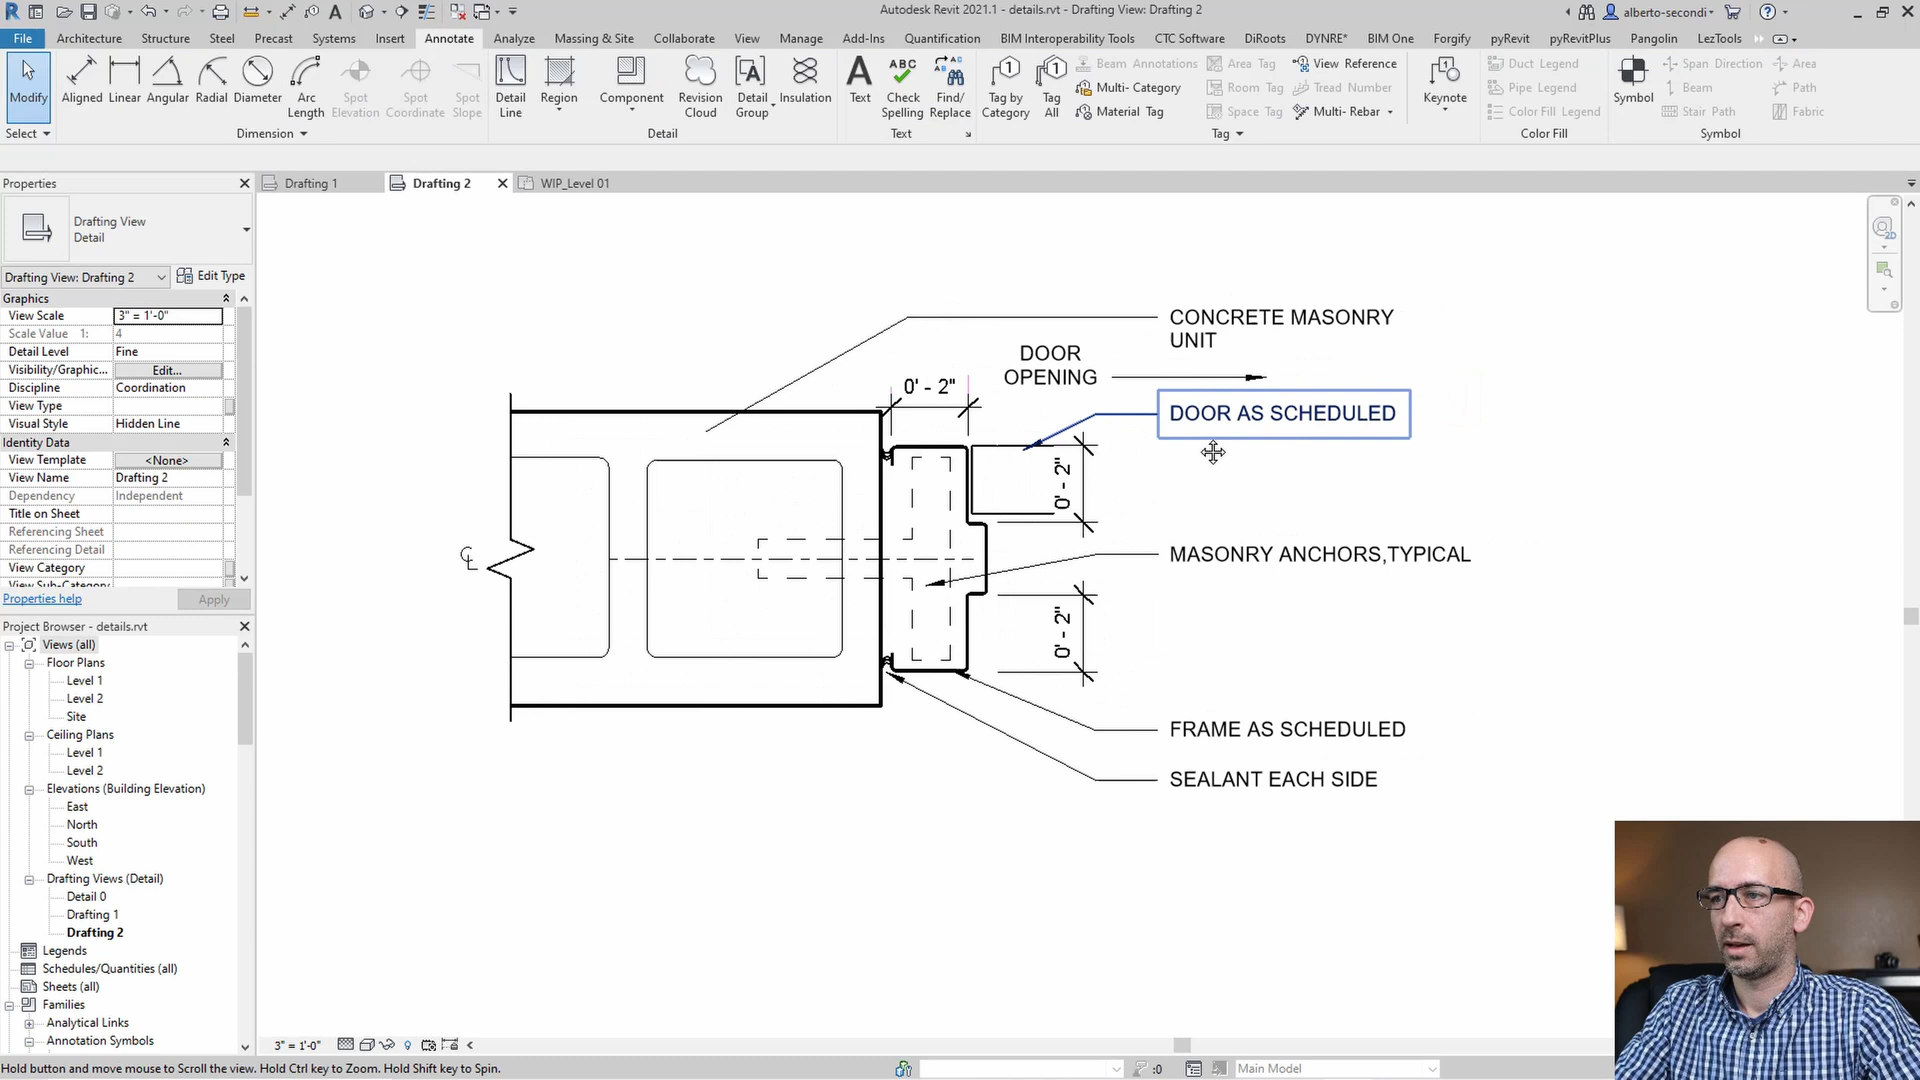 Autodesk Revit 2021.1 - details.rvt - Drafting View: Drafting 2
alberto-secondi
File Architecture Structure Steel Precast Systems Insert Annotate Analyze Massing & Site Collaborate View Manage Add-Ins Quantification BIM Interoperability Tools CTC Software DiRoots DYNRE* BIM One Forgify pyRevit pyRevitPlus Pangolin LezTools
Modify
Aligned
Linear
Angular
Radial
Diameter
Arc Length
Spot Elevation
Spot Coordinate
Spot Slope
Detail Line
Region
Component
Revision Cloud
Detail Group
Insulation
Text
Check Spelling
Find/ Replace
Tag by Category
Tag All
Beam Annotations
Multi- Category
Material Tag
Area Tag
Room Tag
Space Tag
View Reference
Tread Number
Multi- Rebar
Keynote
Duct Legend
Pipe Legend
Color Fill Legend
Symbol
Span Direction
Beam
Stair Path
Area
Path
Fabric
Select
Dimension
Detail
Text
Tag
Color Fill
Symbol
Properties
Drafting 1
Drafting 2
WIP_Level 01
Drafting View
Detail
Drafting View: Drafting 2
Edit Type
Graphics
View Scale 3" = 1'-0"
Scale Value 1: 4
Detail Level Fine
Visibility/Graphic... Edit...
Discipline Coordination
View Type
Visual Style Hidden Line
Identity Data
View Template <None>
View Name Drafting 2
Dependency Independent
Title on Sheet
Referencing Sheet
Referencing Detail
View Category
View Sub-Category
Properties help
Apply
Project Browser - details.rvt
Views (all)
Floor Plans
Level 1
Level 2
Site
Ceiling Plans
Level 1
Level 2
Elevations (Building Elevation)
East
North
South
West
Drafting Views (Detail)
Detail 0
Drafting 1
Drafting 2
Legends
Schedules/Quantities (all)
Sheets (all)
Families
Analytical Links
Annotation Symbols
CONCRETE MASONRY
UNIT
DOOR
OPENING
0' - 2"
DOOR AS SCHEDULED
0' - 2"
CL
MASONRY ANCHORS,TYPICAL
0' - 2"
FRAME AS SCHEDULED
SEALANT EACH SIDE
2D
3" = 1'-0"
Hold button and move mouse to Scroll the view. Hold Ctrl key to Zoom. Hold Shift key to Spin.
:0
Main Model